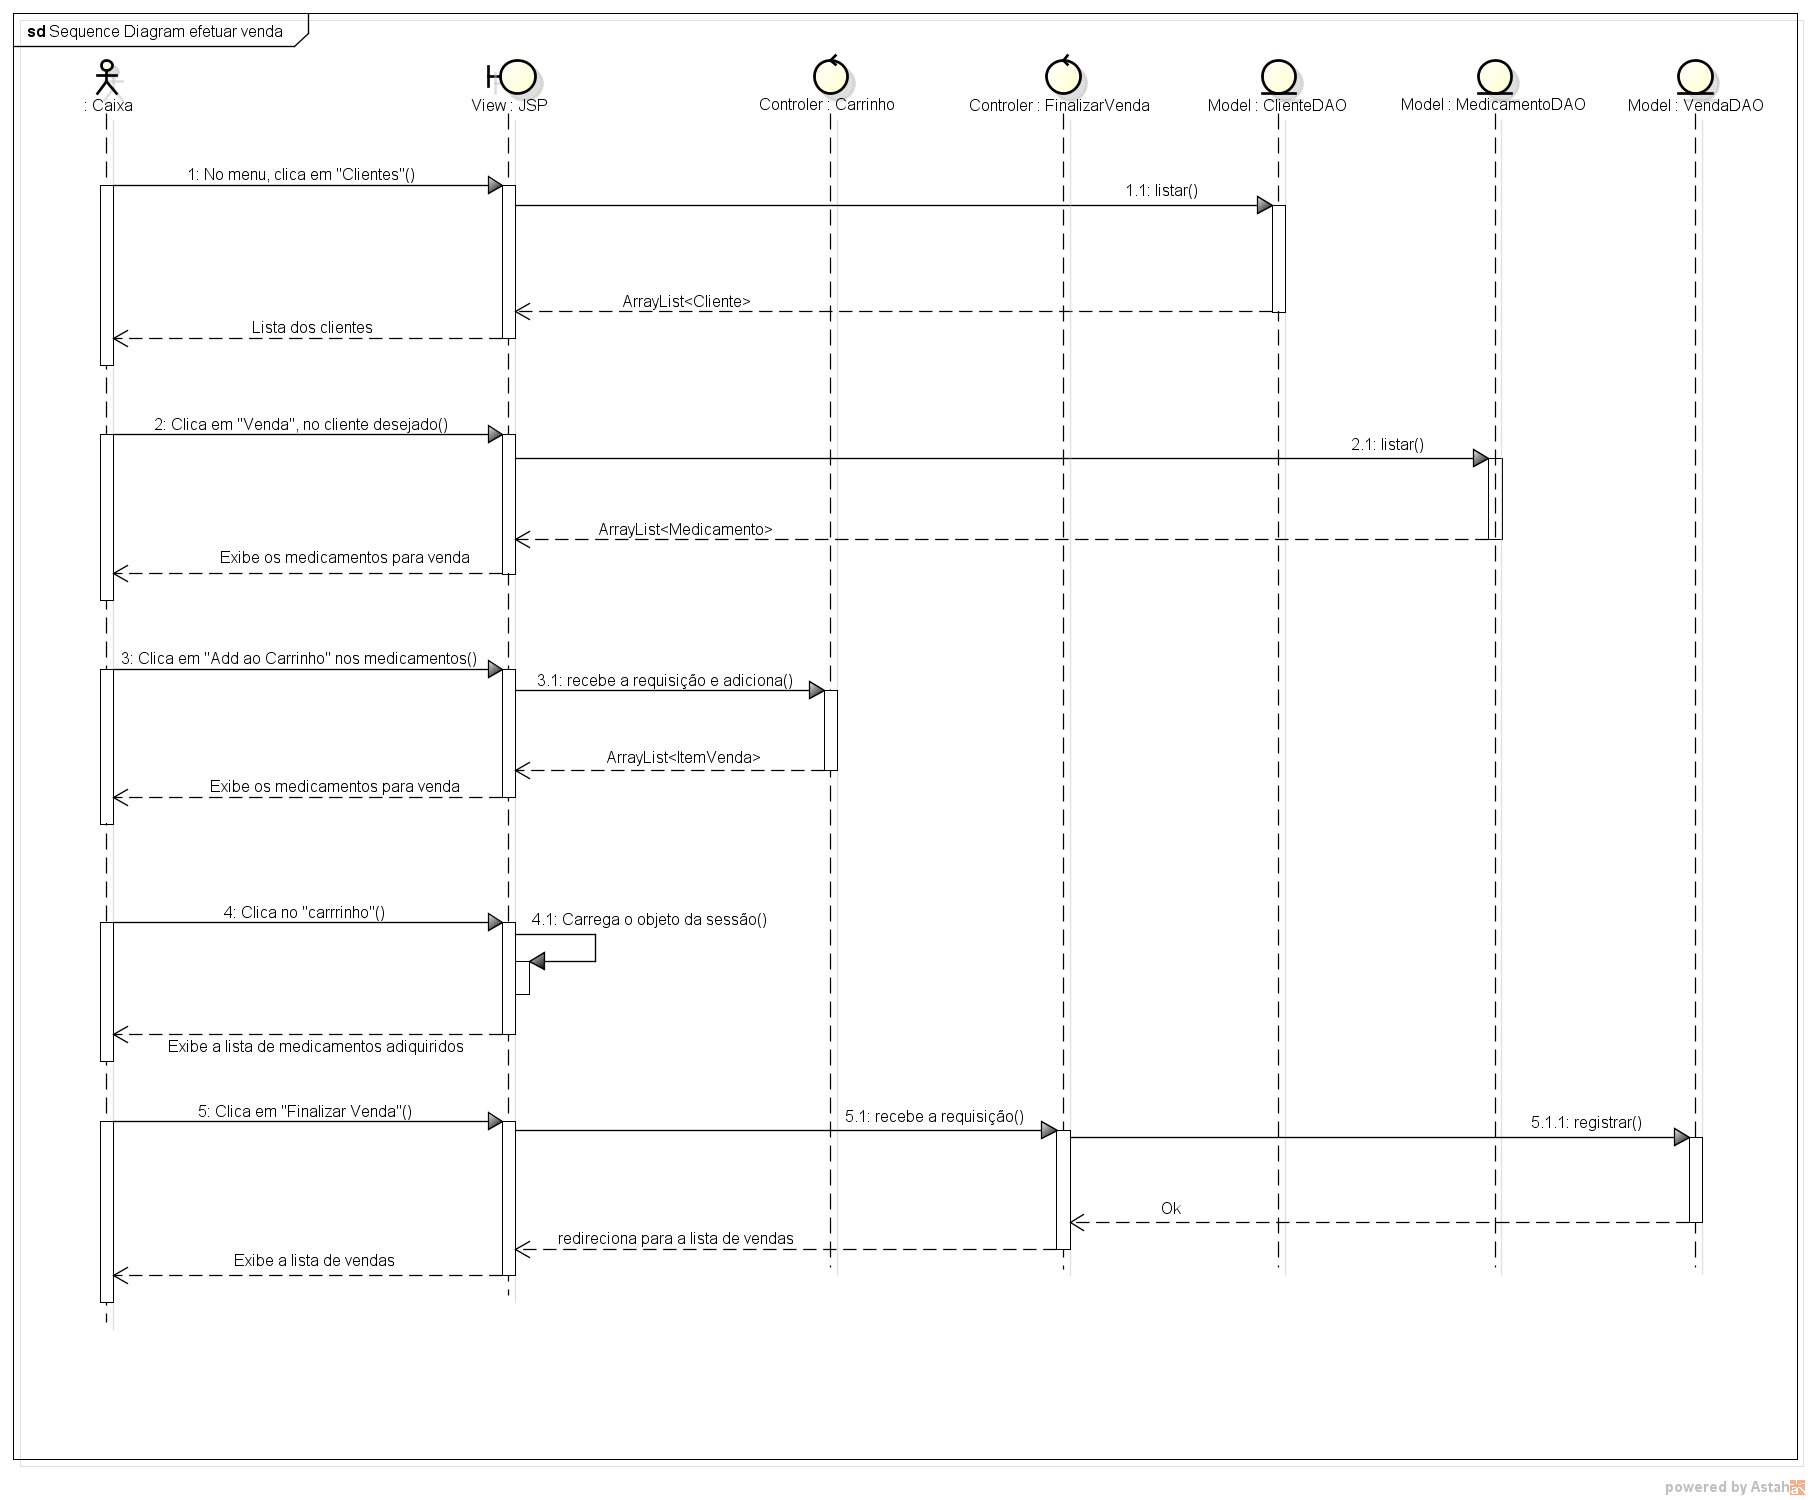 sd Sequence Diagram efetuar venda
: Caixa
View : JSP
Controler : Carrinho
Controler : FinalizarVenda
Model : ClienteDAO
Model : MedicamentoDAO
Model : VendaDAO
1: No menu, clica em "Clientes"()
1.1: listar()
ArrayList<Cliente>
Lista dos clientes
2: Clica em "Venda", no cliente desejado()
2.1: listar()
ArrayList<Medicamento>
Exibe os medicamentos para venda
3: Clica em "Add ao Carrinho" nos medicamentos()
3.1: recebe a requisição e adiciona()
ArrayList<ItemVenda>
Exibe os medicamentos para venda
4: Clica no "carrrinho"()
4.1: Carrega o objeto da sessão()
Exibe a lista de medicamentos adiquiridos
5: Clica em "Finalizar Venda"()
5.1: recebe a requisição()
5.1.1: registrar()
Ok
redireciona para a lista de vendas
Exibe a lista de vendas
powered by Astah